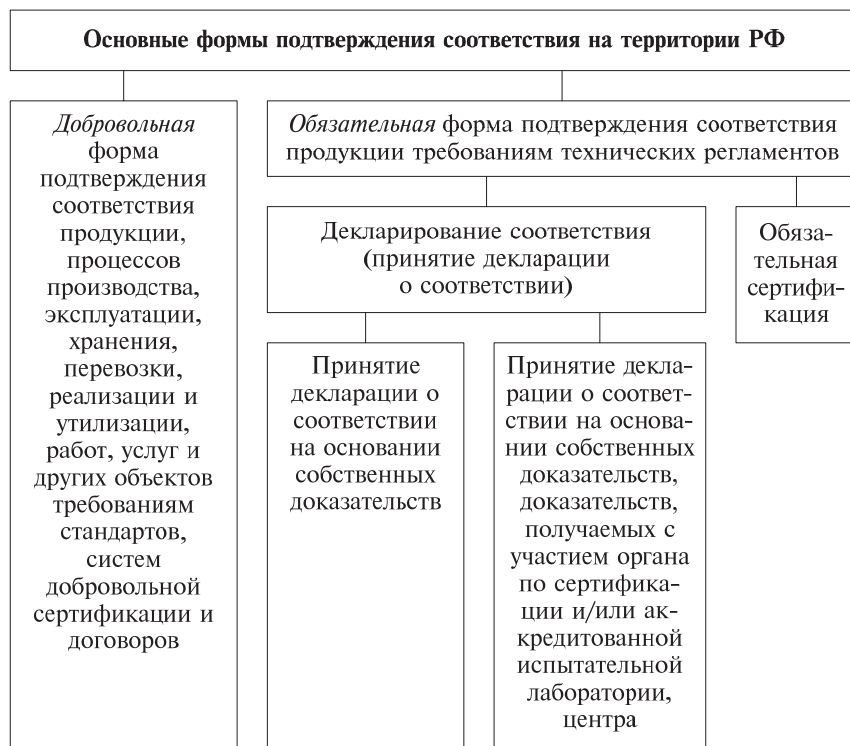 Основные формы подтверждения соответствия на территории РФ
Добровольная
форма
подтверждения
соответствия
продукции,
процессов
производства,
эксплуатации,
хранения,
перевозки,
реализации и
утилизации,
работ, услуг и
других объектов
требованиям
стандартов,
систем
добровольной
сертификации и
договоров
Обязательная форма подтверждения соответствия
продукции требованиям технических регламентов
Декларирование соответствия
(принятие декларации
о соответствии)
Обяза-
тельная
сертифи-
кация
Принятие
декларации о
соответствии
на основании
собственных
доказательств
Принятие декла-
рации о соответ-
ствии на основа-
нии собственных
доказательств,
доказательств,
получаемых с
участием органа
по сертифика-
ции и/или ак-
кредитованной
испытательной
лаборатории,
центра